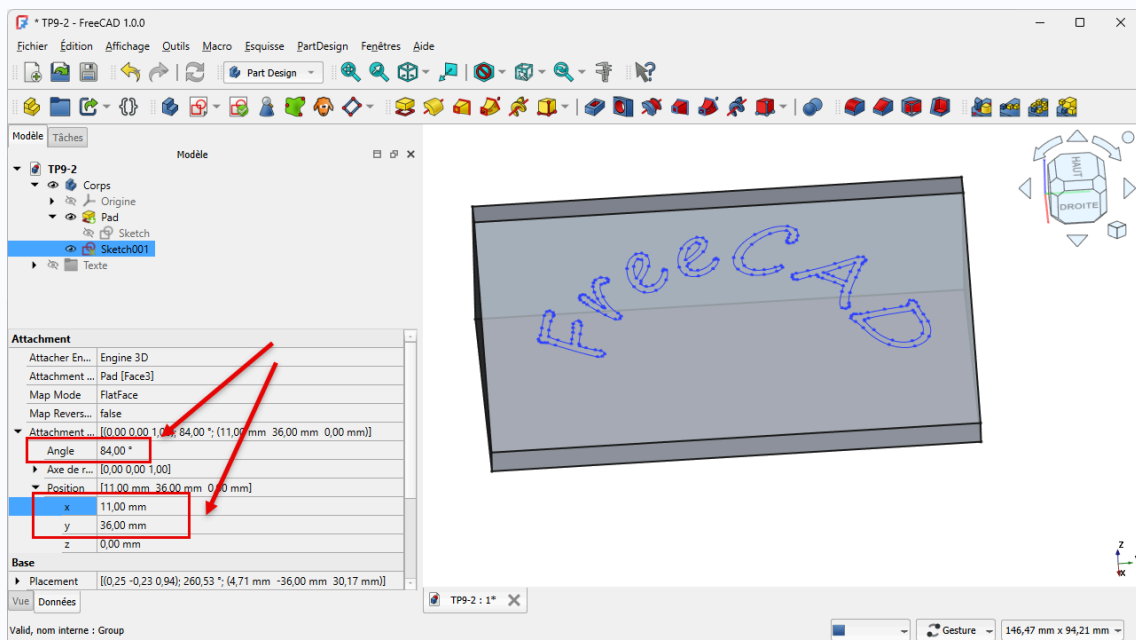 * TP9-2 - FreeCAD 1.0.0
Fichier Édition Affichage Outils Macro Esquisse PartDesign Fenêtres Aide
Part Design
Modèle Tâches
Modèle
TP9-2
Corps
Origine
Pad
Sketch
Sketch001
Texte
HAUT
DROITE
FreeCAD
Attachment
Attacher En... Engine 3D
Attachment ... Pad [Face3]
Map Mode FlatFace
Map Revers... false
Attachment ... [(0,00 0,00 1,00); 84,00 °; (11,00 mm 36,00 mm 0,00 mm)]
Angle 84,00 °
Axe de r... [0,00 0,00 1,00]
Position [11,00 mm 36,00 mm 0,00 mm]
x 11,00 mm
y 36,00 mm
z 0,00 mm
Base
Placement [(0,25 -0,23 0,94); 260,53 °; (4,71 mm -36,00 mm 30,17 mm)]
Z
X
Vue Données
TP9-2 : 1*
Valid, nom interne : Group
Gesture
146,47 mm x 94,21 mm